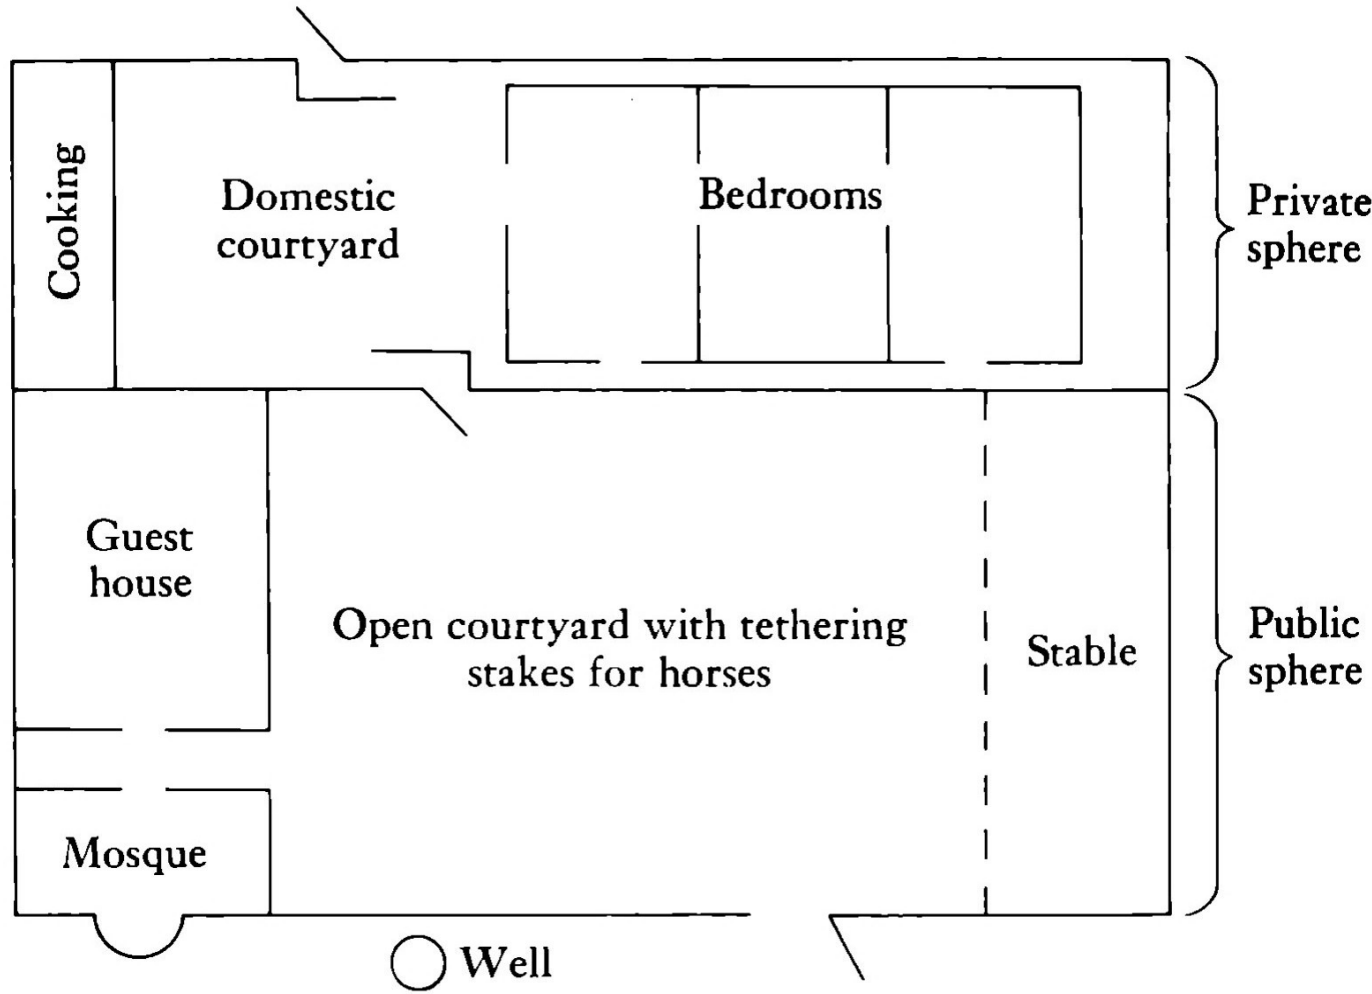 Cooking
Domestic
courtyard
Bedrooms
Private
sphere
Guest
house
Open courtyard with tethering
stakes for horses
Stable
Public
sphere
Mosque
Well